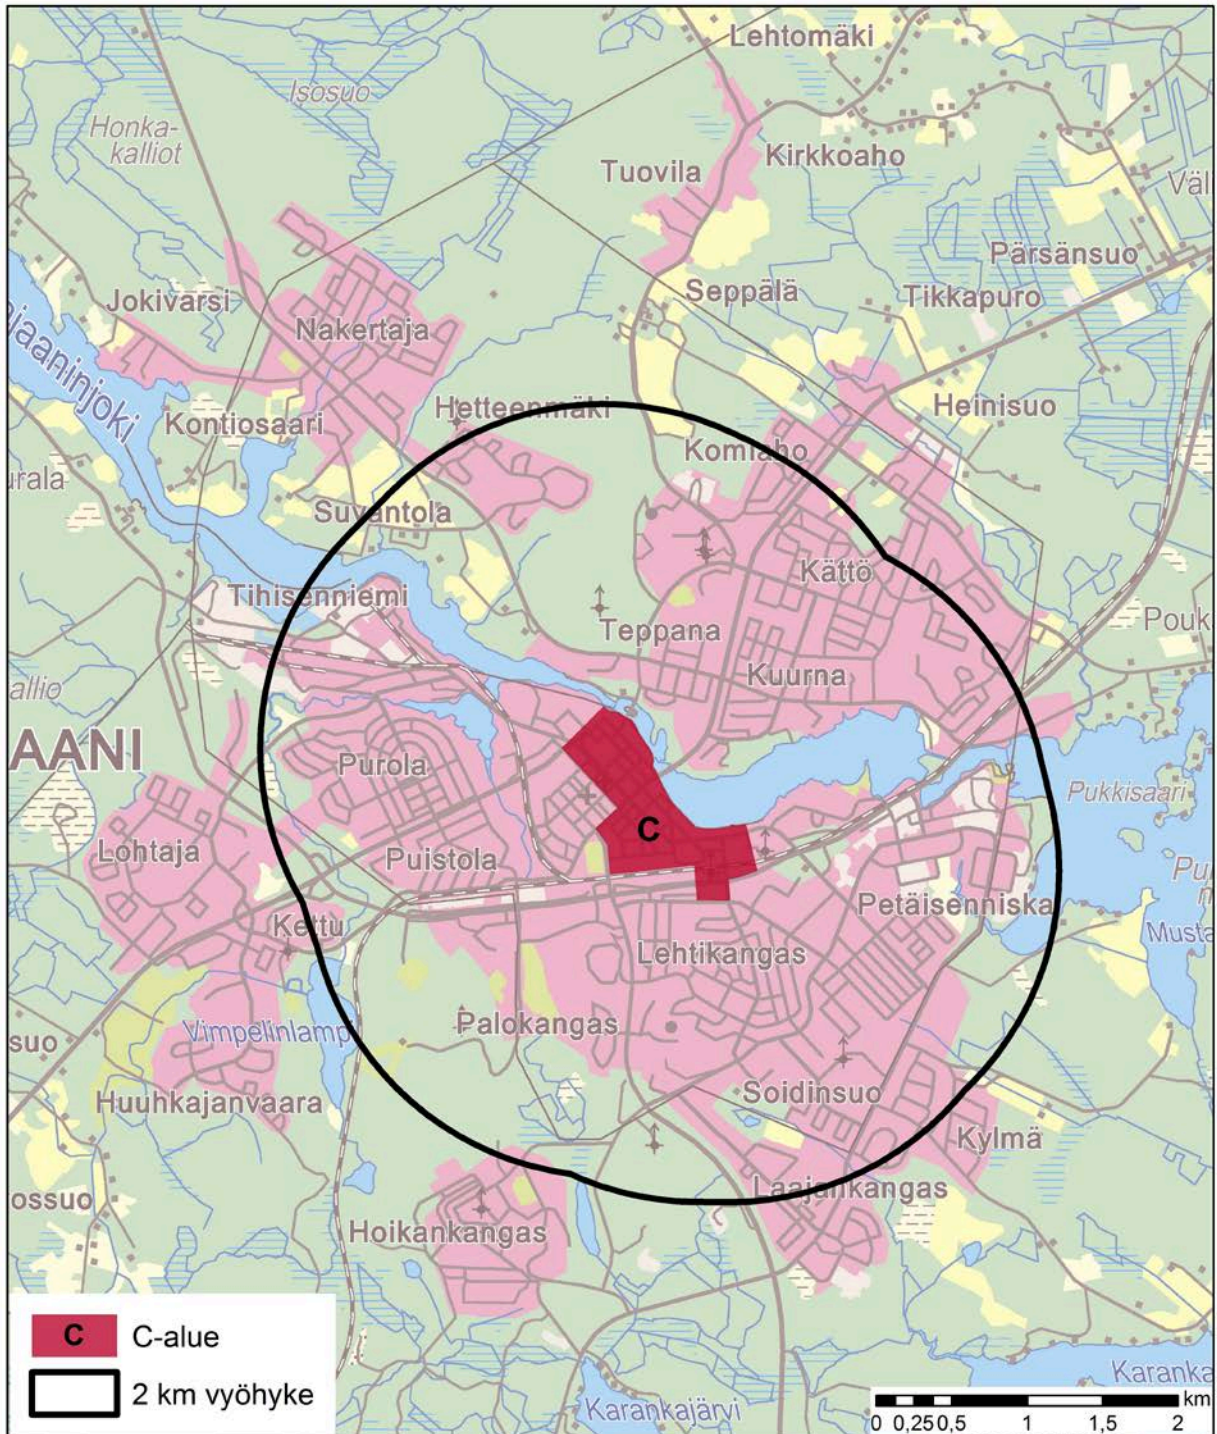 Lehtomäki
Isosuo
Honka-
kalliot
Kirkkoaho
Tuovila
Väl
Pärsänsuo
Seppälä
Tikkapuro
Jokivarsi
Nakertaja
jaaninjoki
Hetteenmäki
Heinisuo
Kontiosaari
Komiaho
urala
Suvantola
Kättö
Tihisenniemi
Teppana
Pouk
Kuurna
allio
AANI
Purola
Pukkisaari
C
Lohtaja
Puistola
Pu
n
Petäisenniska
Kettu
Musta
Lehtikangas
Palokangas
Vimpelinlampi
suo
Soidinsuo
Huuhkajanvaara
Kylmä
Laajankangas
ossuo
Hoikankangas
C C-alue
2 km vyöhyke
Karanka
Karankajärvi
km
0 0,25 0,5 1 1,5 2